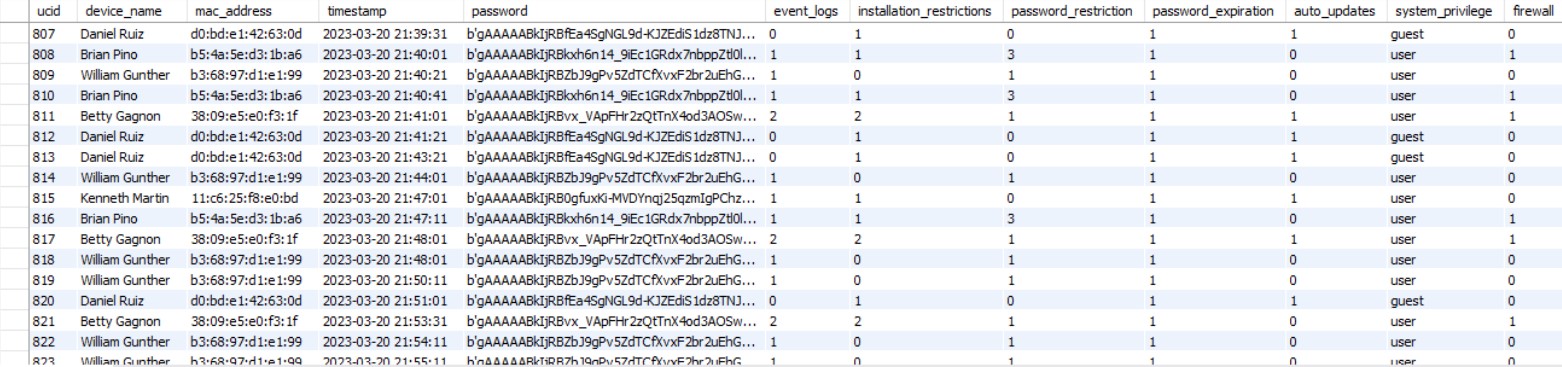 ucid device_name mac_address timestamp password event_logs installation_restrictions password_restriction password_expiration auto_updates system_privilege firewall
807 Daniel Ruiz d0:bd:e1:42:63:0d 2023-03-20 21:39:31 b'gAAAAABkIjRBfEa4SgNGL9d-KJZEdiS1dz8TNJ... 0 1 0 1 1 guest 0
808 Brian Pino b5:4a:5e:d3:1b:a6 2023-03-20 21:40:01 b'gAAAAABkIjRBkxh6n14_9iEc1GRdx7nbppZtl0l... 1 1 3 1 0 user 1
809 William Gunther b3:68:97:d1:e1:99 2023-03-20 21:40:21 b'gAAAAABkIjRBZbJ9gPv5ZdTCfXvxF2br2uEhG... 1 0 1 1 0 user 0
810 Brian Pino b5:4a:5e:d3:1b:a6 2023-03-20 21:40:41 b'gAAAAABkIjRBkxh6n14_9iEc1GRdx7nbppZtl0l... 1 1 3 1 0 user 1
811 Betty Gagnon 38:09:e5:e0:f3:1f 2023-03-20 21:41:01 b'gAAAAABkIjRBvx_VApFHr2zQtTnX4od3AOSw... 2 2 1 1 1 user 1
812 Daniel Ruiz d0:bd:e1:42:63:0d 2023-03-20 21:41:21 b'gAAAAABkIjRBfEa4SgNGL9d-KJZEdiS1dz8TNJ... 0 1 0 1 1 guest 0
813 Daniel Ruiz d0:bd:e1:42:63:0d 2023-03-20 21:43:21 b'gAAAAABkIjRBfEa4SgNGL9d-KJZEdiS1dz8TNJ... 0 1 0 1 1 guest 0
814 William Gunther b3:68:97:d1:e1:99 2023-03-20 21:44:01 b'gAAAAABkIjRBZbJ9gPv5ZdTCfXvxF2br2uEhG... 1 0 1 1 0 user 0
815 Kenneth Martin 11:c6:25:f8:e0:bd 2023-03-20 21:47:01 b'gAAAAABkIjRB0gfuxKi-MVDYnqj25qzmIgPChz... 1 1 0 1 1 user 0
816 Brian Pino b5:4a:5e:d3:1b:a6 2023-03-20 21:47:11 b'gAAAAABkIjRBkxh6n14_9iEc1GRdx7nbppZtl0l... 1 1 3 1 0 user 1
817 Betty Gagnon 38:09:e5:e0:f3:1f 2023-03-20 21:48:01 b'gAAAAABkIjRBvx_VApFHr2zQtTnX4od3AOSw... 2 2 1 1 1 user 1
818 William Gunther b3:68:97:d1:e1:99 2023-03-20 21:48:01 b'gAAAAABkIjRBZbJ9gPv5ZdTCfXvxF2br2uEhG... 1 0 1 1 0 user 0
819 William Gunther b3:68:97:d1:e1:99 2023-03-20 21:50:11 b'gAAAAABkIjRBZbJ9gPv5ZdTCfXvxF2br2uEhG... 1 0 1 1 0 user 0
820 Daniel Ruiz d0:bd:e1:42:63:0d 2023-03-20 21:51:01 b'gAAAAABkIjRBfEa4SgNGL9d-KJZEdiS1dz8TNJ... 0 1 0 1 1 guest 0
821 Betty Gagnon 38:09:e5:e0:f3:1f 2023-03-20 21:53:31 b'gAAAAABkIjRBvx_VApFHr2zQtTnX4od3AOSw... 2 2 1 1 0 user 1
822 William Gunther b3:68:97:d1:e1:99 2023-03-20 21:54:11 b'gAAAAABkIjRBZbJ9gPv5ZdTCfXvxF2br2uEhG... 1 0 1 1 0 user 0
823 William Gunther b3:68:97:d1:e1:99 2023-03-20 21:55:11 b'gAAAAABkIjRBZbJ9gPv5ZdTCfXvxF2br2uEhG... 1 0 1 1 0 user 0